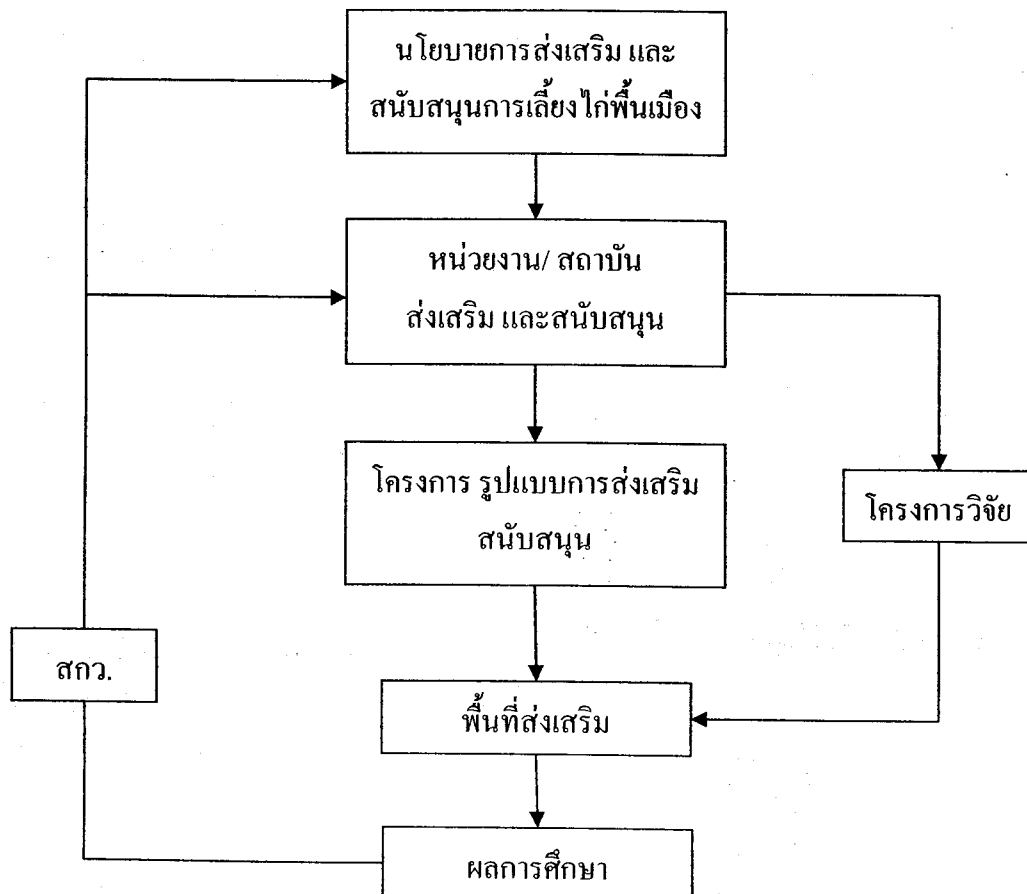 นโยบายการส่งเสริม และ
สนับสนุนการเลี้ยงไก่พื้นเมือง
หน่วยงาน/ สถาบัน
ส่งเสริม และสนับสนุน
โครงการ รูปแบบการส่งเสริม
สนับสนุน
โครงการวิจัย
สกว.
พื้นที่ส่งเสริม
ผลการศึกษา